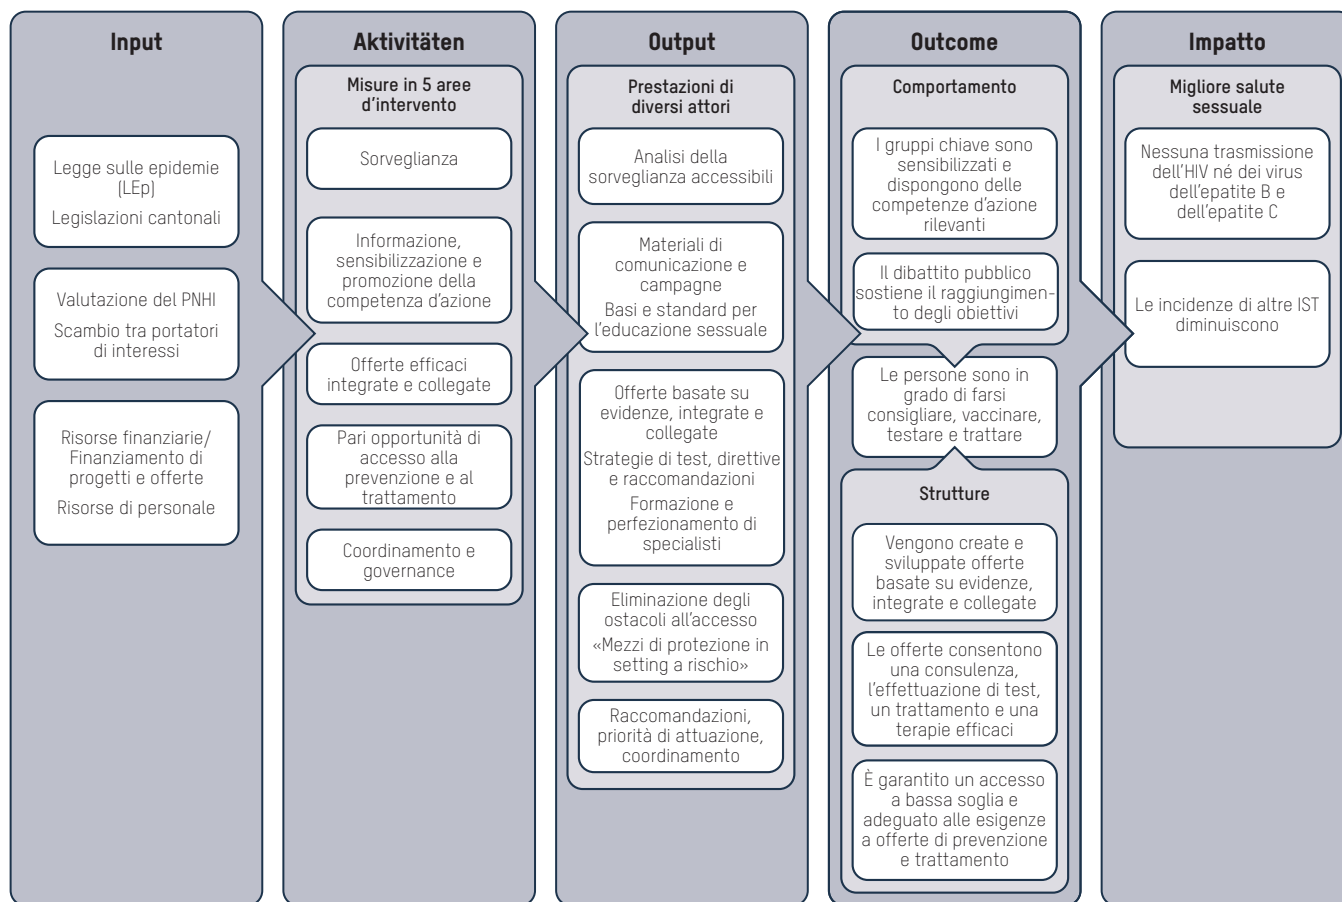 Input
Legge sulle epidemie
(LEp)
Legislazioni cantonali
Valutazione del PNHI
Scambio tra portatori
di interessi
Risorse finanziarie/
Finanziamento di
progetti e offerte
Risorse di personale
Aktivitäten
Misure in 5 aree
d'intervento
Sorveglianza
Informazione,
sensibilizzazione e
promozione della
competenza d'azione
Offerte efficaci
integrate e collegate
Pari opportunità di
accesso alla
prevenzione e al
trattamento
Coordinamento e
governance
Output
Prestazioni di
diversi attori
Analisi della
sorveglianza accessibili
Materiali di
comunicazione e
campagne
Basi e standard per
l'educazione sessuale
Offerte basate su
evidenze, integrate e
collegate
Strategie di test, direttive
e raccomandazioni
Formazione e
perfezionamento di
specialisti
Eliminazione degli
ostacoli all'accesso
«Mezzi di protezione in
setting a rischio»
Raccomandazioni,
priorità di attuazione,
coordinamento
Outcome
Comportamento
I gruppi chiave sono
sensibilizzati e
dispongono delle
competenze d'azione
rilevanti
Il dibattito pubblico
sostiene il raggiungimen-
to degli obiettivi
Le persone sono in
grado di farsi
consigliare, vaccinare,
testare e trattare
Strutture
Vengono create e
sviluppate offerte
basate su evidenze,
integrate e collegate
Le offerte consentono
una consulenza,
l'effettuazione di test,
un trattamento e una
terapie efficaci
È garantito un accesso
a bassa soglia e
adeguato alle esigenze
a offerte di prevenzione
e trattamento
Impatto
Migliore salute
sessuale
Nessuna trasmissione
dell'HIV né dei virus
dell'epatite B e
dell'epatite C
Le incidenze di altre IST
diminuiscono